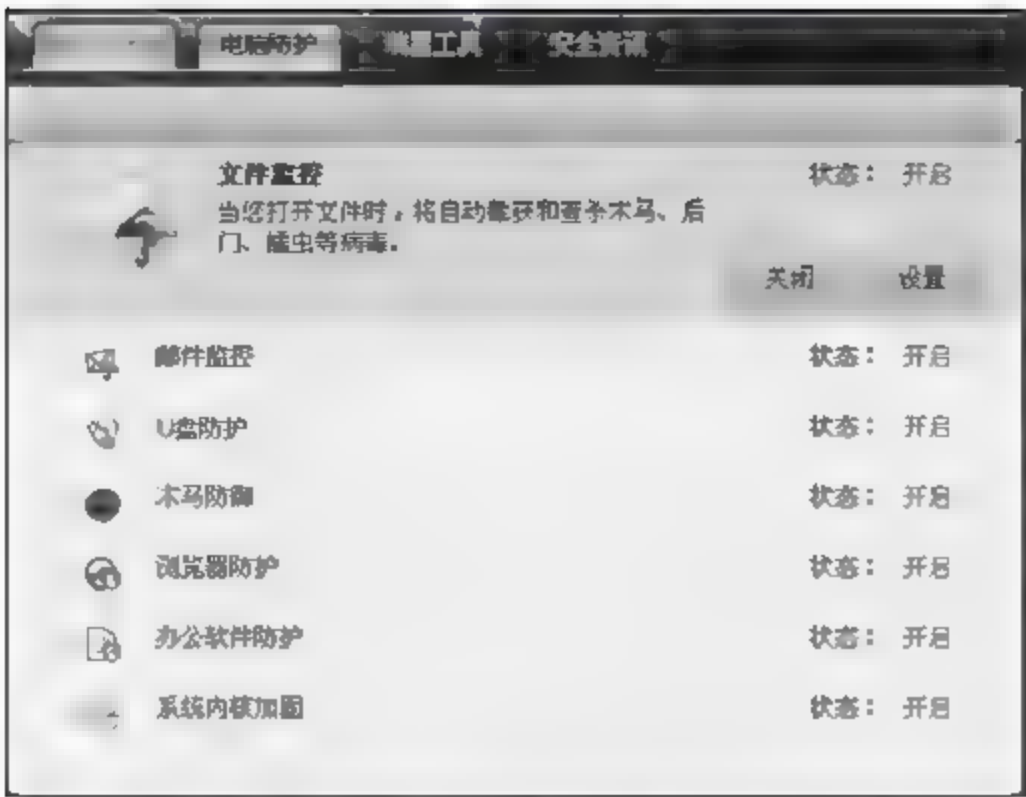 电脑防护 瑞星工具 安全资讯
文件监控 状态： 开启
当您打开文件时，将自动截获和查杀木马、后
门、蠕虫等病毒。
关闭 设置
邮件监控 状态： 开启
U盘防护 状态： 开启
木马防御 状态： 开启
浏览器防护 状态： 开启
办公软件防护 状态： 开启
系统内核加固 状态： 开启